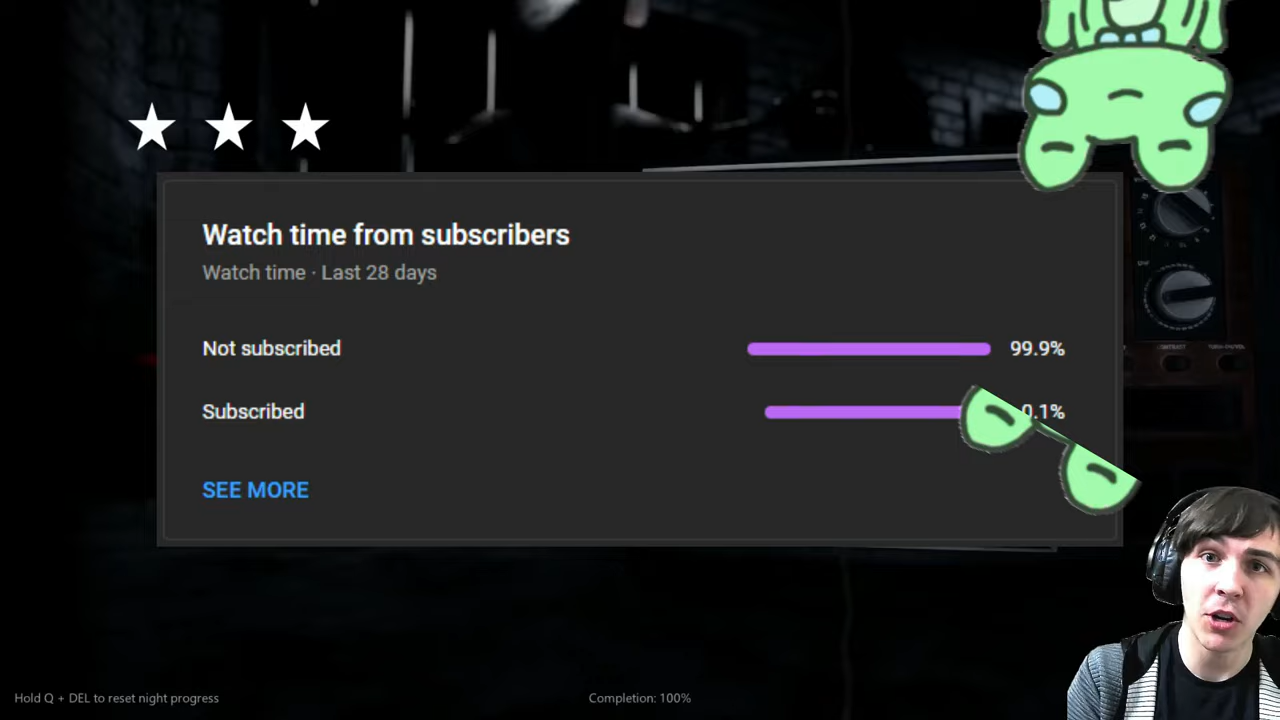 Watch time from subscribers
Watch time · Last 28 days
Not subscribed 99.9%
Subscribed 0.1%
SEE MORE
Hold Q + DEL to reset night progress
Completion: 100%